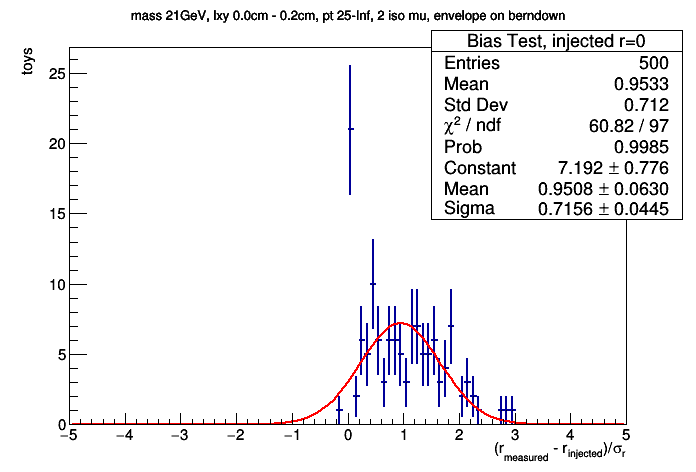 mass 21GeV, lxy 0.0cm - 0.2cm, pt 25-Inf, 2 iso mu, envelope on berndown
toys
Bias Test, injected r=0
Entries 500
Mean 0.9533
Std Dev 0.712
χ² / ndf 60.82 / 97
Prob 0.9985
Constant 7.192 ± 0.776
Mean 0.9508 ± 0.0630
Sigma 0.7156 ± 0.0445
25
20
15
10
5
0
−5 −4 −3 −2 −1 0 1 2 3 4 5
(r_measured - r_injected)/σ_r